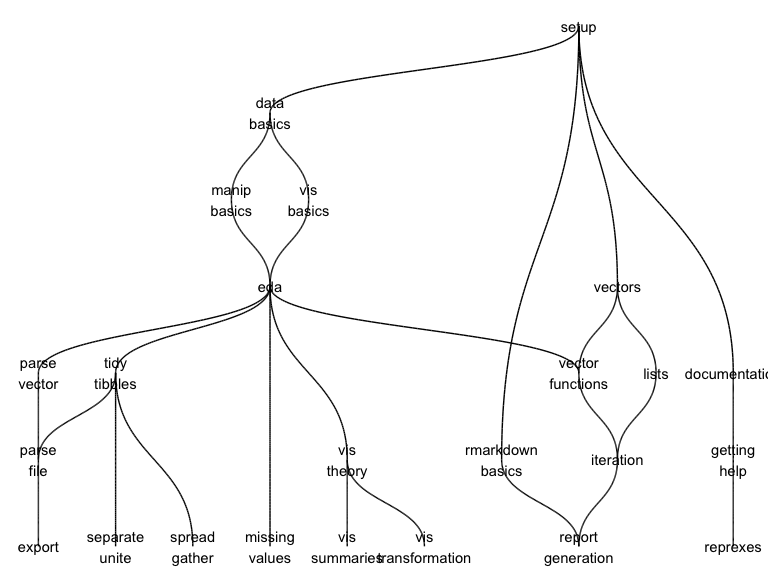 setup
data
basics
manip
basics
vis
basics
eda
vectors
parse
vector
tidy
tibbles
vector
functions
lists
documentatic
parse
file
vis
theory
rmarkdown
basics
iteration
getting
help
export
separate
unite
spread
gather
missing
values
vis
summaries
vis
transformation
report
generation
reprexes